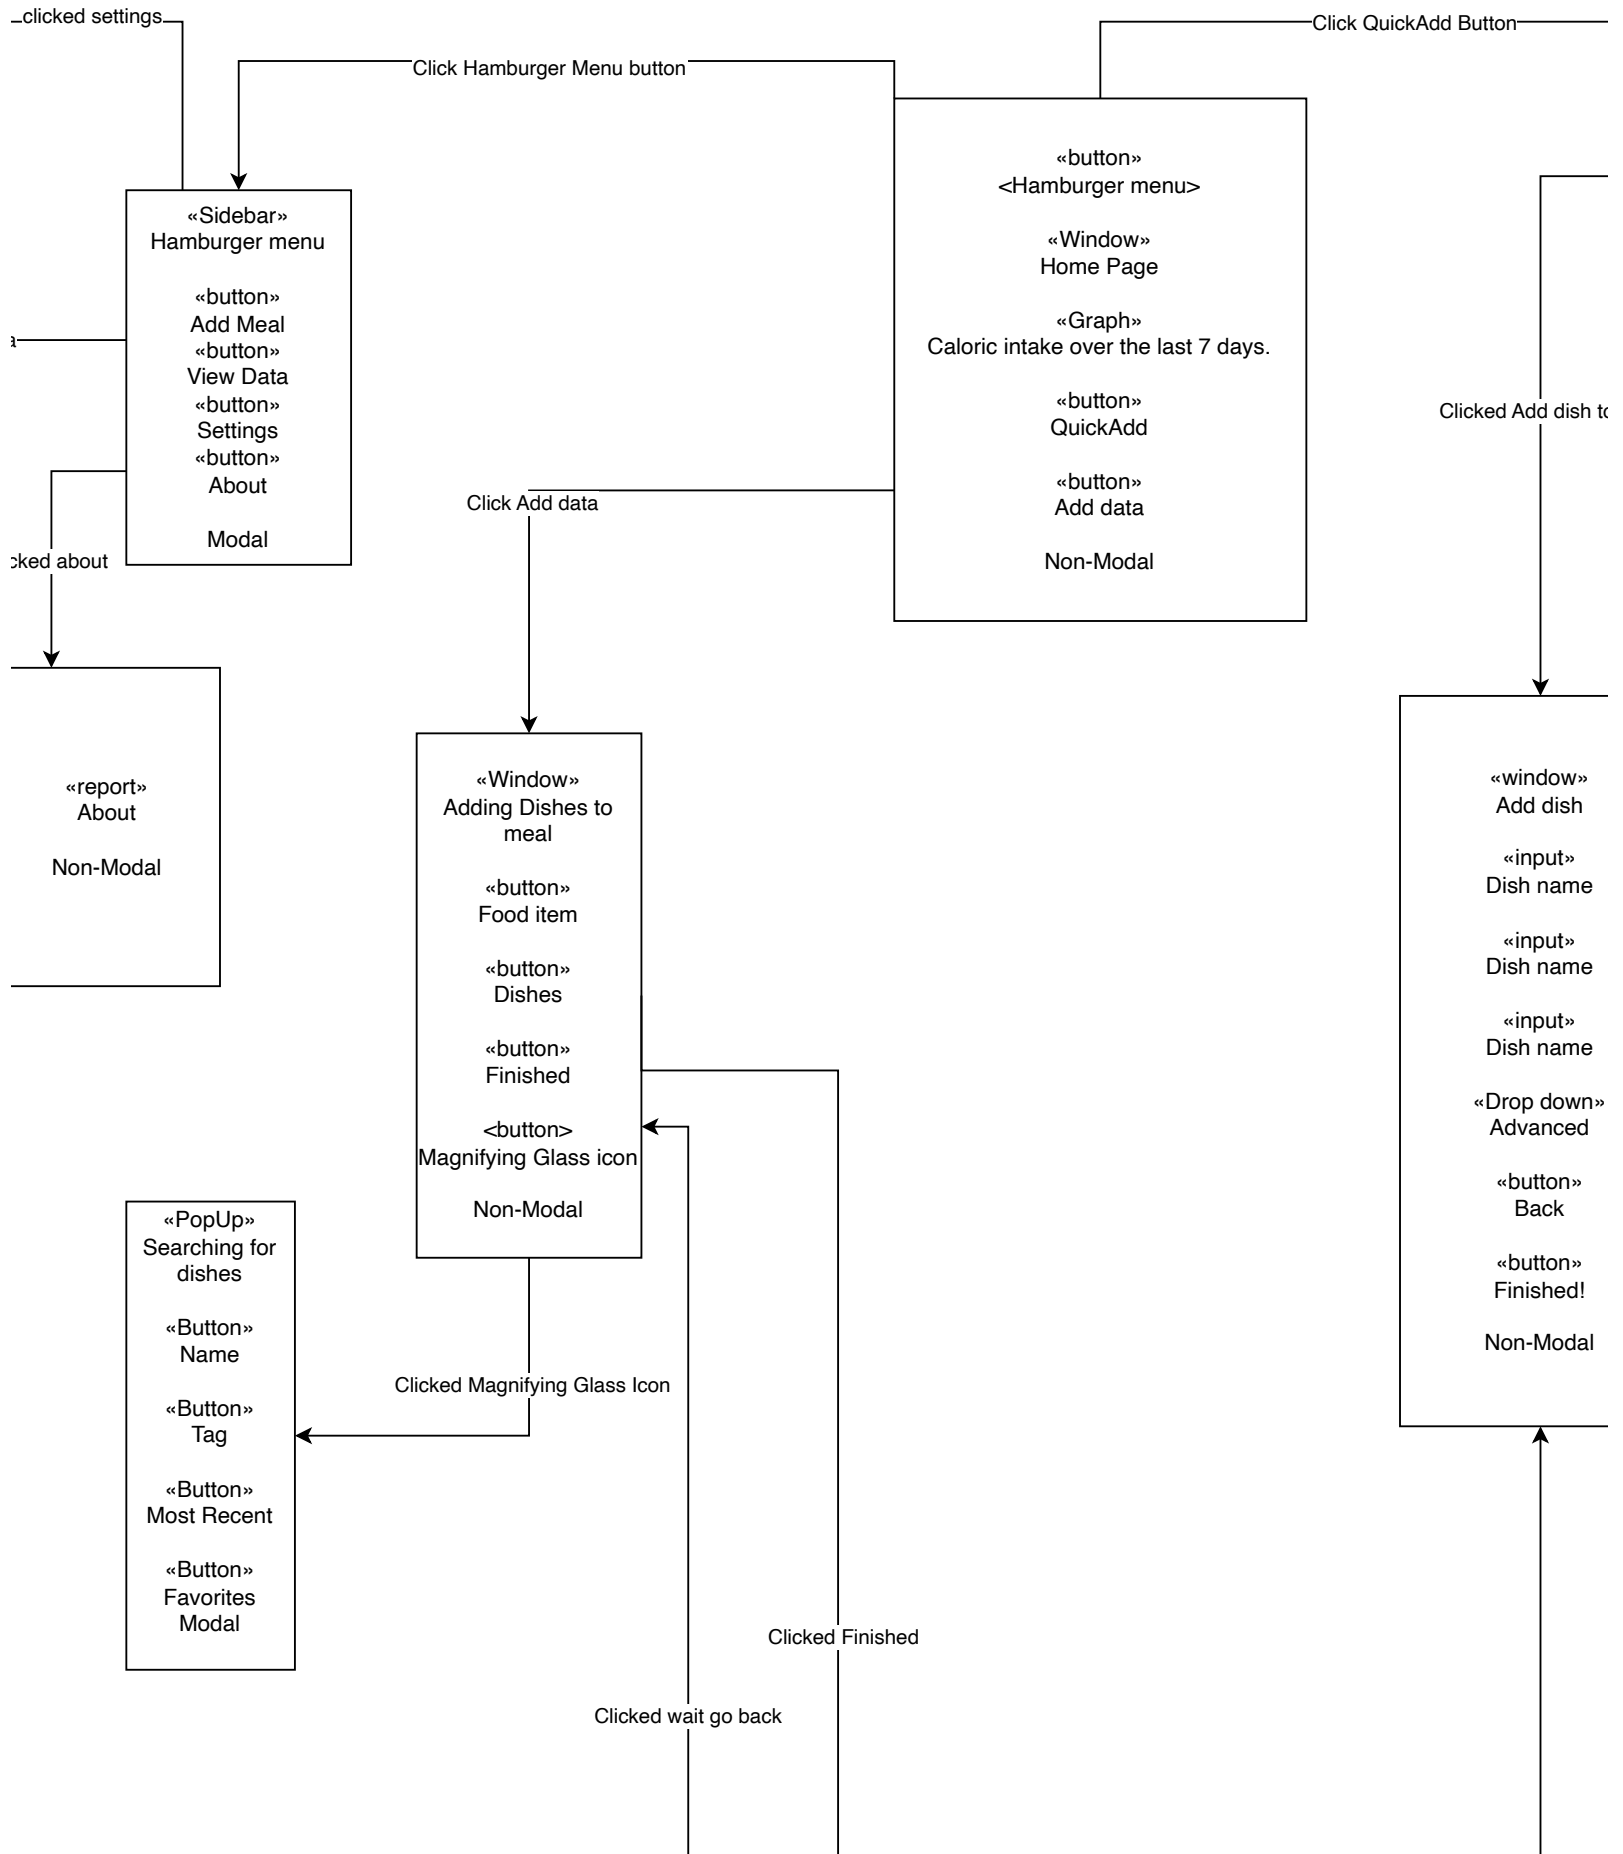 clicked settings
Click QuickAdd Button
Click Hamburger Menu button
«button»
<Hamburger menu>
«Window»
Home Page
«Graph»
Caloric intake over the last 7 days.
«button»
QuickAdd
«button»
Add data
Non-Modal
«Sidebar»
Hamburger menu
«button»
Add Meal
«button»
View Data
«button»
Settings
«button»
About
Modal
Clicked Add dish
Click Add data
about
«report»
About
Non-Modal
«Window»
Adding Dishes to
meal
«button»
Food item
«button»
Dishes
«button»
Finished
<button>
Magnifying Glass icon
Non-Modal
«window»
Add dish
«input»
Dish name
«input»
Dish name
«input»
Dish name
«Drop down»
Advanced
«button»
Back
«button»
Finished!
Non-Modal
«PopUp»
Searching for
dishes
«Button»
Name
«Button»
Tag
«Button»
Most Recent
«Button»
Favorites
Modal
Clicked Magnifying Glass Icon
Clicked Finished
Clicked wait go back